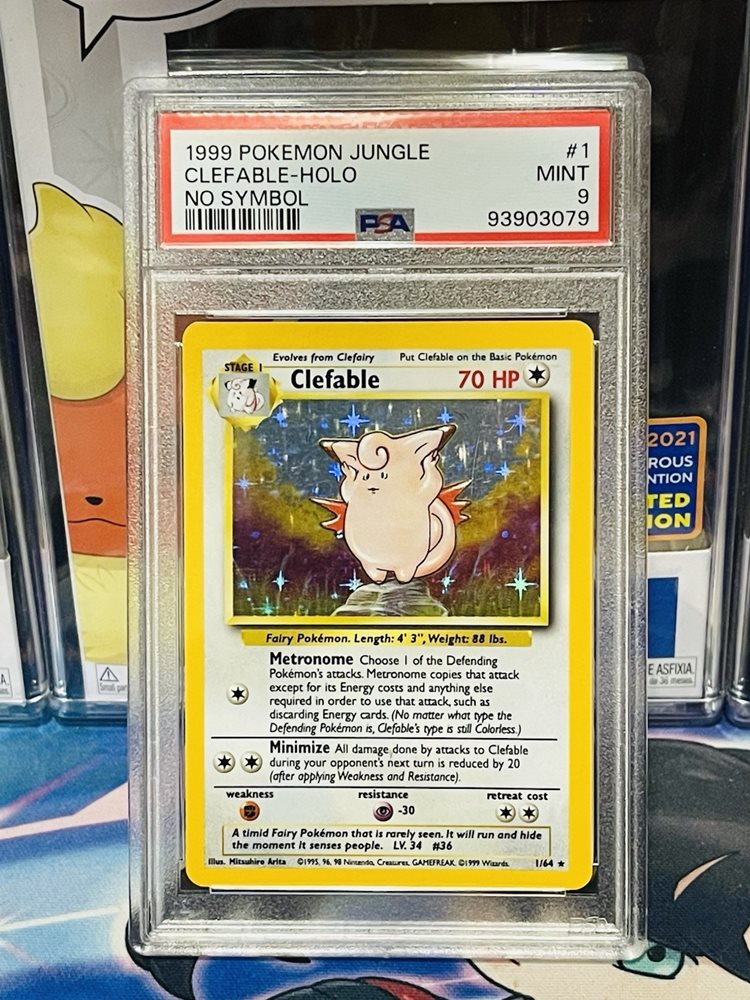 1999 POKEMON JUNGLE #1
CLEFABLE-HOLO MINT
NO SYMBOL 9
PSA 93903079
Evolves from Clefairy Put Clefable on the Basic Pokémon
STAGE 1 Clefable 70 HP
Fairy Pokémon. Length: 4' 3", Weight: 88 lbs.
Metronome Choose 1 of the Defending
Pokémon's attacks. Metronome copies that attack
except for its Energy costs and anything else
required in order to use that attack, such as
discarding Energy cards. (No matter what type the
Defending Pokémon is, Clefable's type is still Colorless.)
Minimize All damage done by attacks to Clefable
during your opponent's next turn is reduced by 20
(after applying Weakness and Resistance).
weakness resistance retreat cost
-30
A timid Fairy Pokémon that is rarely seen. It will run and hide
the moment it senses people. LV. 34 #36
Illus. Mitsuhiro Arita ©1995, 96, 98 Nintendo, Creatures, GAMEFREAK. ©1999 Wizards. 1/64 ★
2021
ROUS
NTION
TED
ION
E ASFIXIA.
de 36 meses.
Small par